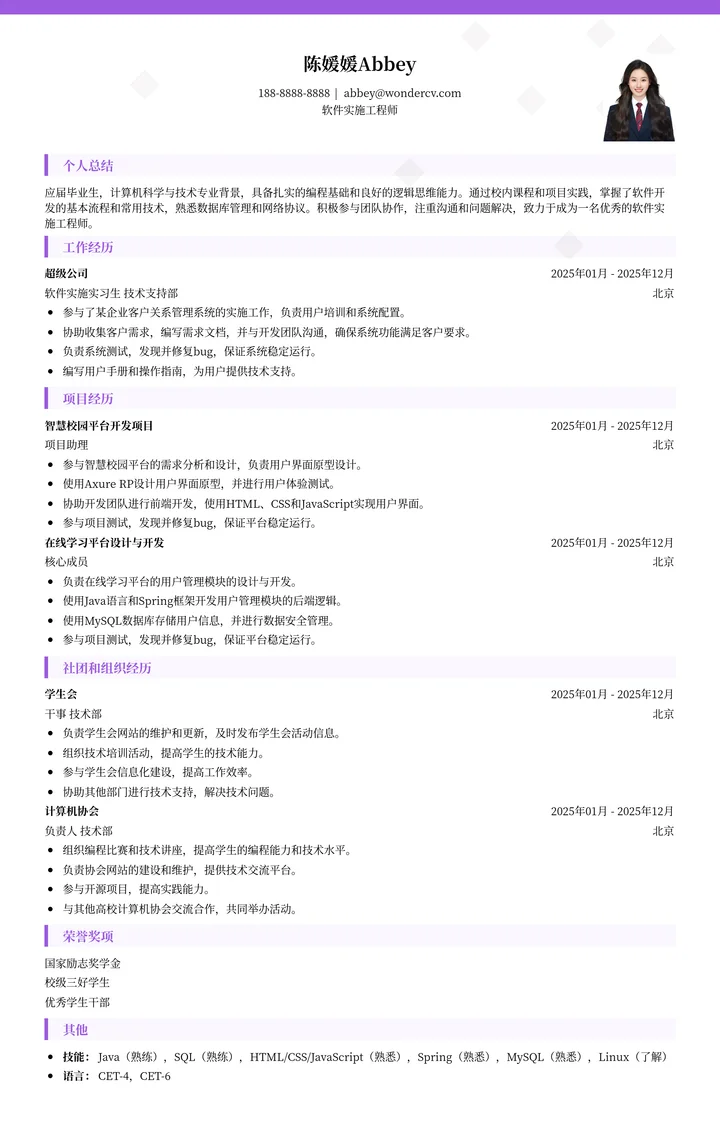 陈媛媛Abbey
188-8888-8888 | abbey@wondercv.com
软件实施工程师
个人总结
应届毕业生，计算机科学与技术专业背景，具备扎实的编程基础和良好的逻辑思维能力。通过校内课程和项目实践，掌握了软件开
发的基本流程和常用技术，熟悉数据库管理和网络协议。积极参与团队协作，注重沟通和问题解决，致力于成为一名优秀的软件实
施工程师。
工作经历
超级公司 2025年01月 - 2025年12月
软件实施实习生 技术支持部 北京
• 参与了某企业客户关系管理系统的实施工作，负责用户培训和系统配置。
• 协助收集客户需求，编写需求文档，并与开发团队沟通，确保系统功能满足客户要求。
• 负责系统测试，发现并修复bug，保证系统稳定运行。
• 编写用户手册和操作指南，为用户提供技术支持。
项目经历
智慧校园平台开发项目 2025年01月 - 2025年12月
项目助理 北京
• 参与智慧校园平台的需求分析和设计，负责用户界面原型设计。
• 使用Axure RP设计用户界面原型，并进行用户体验测试。
• 协助开发团队进行前端开发，使用HTML、CSS和JavaScript实现用户界面。
• 参与项目测试，发现并修复bug，保证平台稳定运行。
在线学习平台设计与开发 2025年01月 - 2025年12月
核心成员 北京
• 负责在线学习平台的用户管理模块的设计与开发。
• 使用Java语言和Spring框架开发用户管理模块的后端逻辑。
• 使用MySQL数据库存储用户信息，并进行数据安全管理。
• 参与项目测试，发现并修复bug，保证平台稳定运行。
社团和组织经历
学生会 2025年01月 - 2025年12月
干事 技术部 北京
• 负责学生会网站的维护和更新，及时发布学生会活动信息。
• 组织技术培训活动，提高学生的技术能力。
• 参与学生会信息化建设，提高工作效率。
• 协助其他部门进行技术支持，解决技术问题。
计算机协会 2025年01月 - 2025年12月
负责人 技术部 北京
• 组织编程比赛和技术讲座，提高学生的编程能力和技术水平。
• 负责协会网站的建设和维护，提供技术交流平台。
• 参与开源项目，提高实践能力。
• 与其他高校计算机协会交流合作，共同举办活动。
荣誉奖项
国家励志奖学金
校级三好学生
优秀学生干部
其他
• 技能： Java（熟练）, SQL（熟练）, HTML/CSS/JavaScript（熟悉）, Spring（熟悉）, MySQL（熟悉）, Linux（了解）
• 语言： CET-4，CET-6